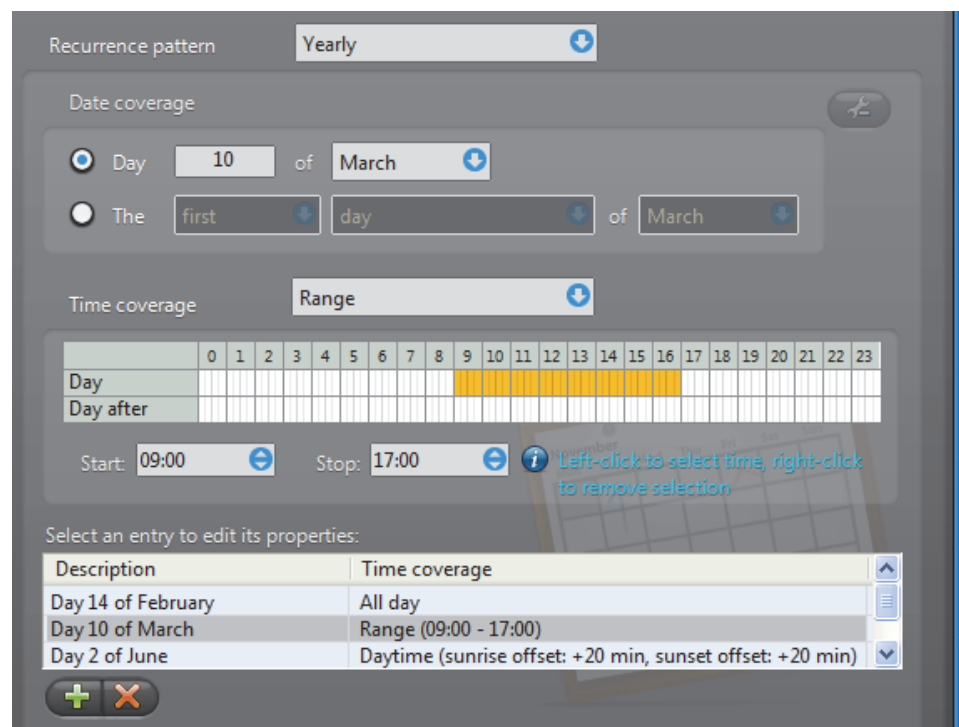 Recurrence pattern Yearly
Date coverage
Day 10 of March
The first day of March
Time coverage Range
0 1 2 3 4 5 6 7 8 9 10 11 12 13 14 15 16 17 18 19 20 21 22 23
Day
Day after
Start: 09:00 Stop: 17:00 Left-click to select time, right-click
to remove selection
Select an entry to edit its properties:
Description Time coverage
Day 14 of February All day
Day 10 of March Range (09:00 - 17:00)
Day 2 of June Daytime (sunrise offset: +20 min, sunset offset: +20 min)